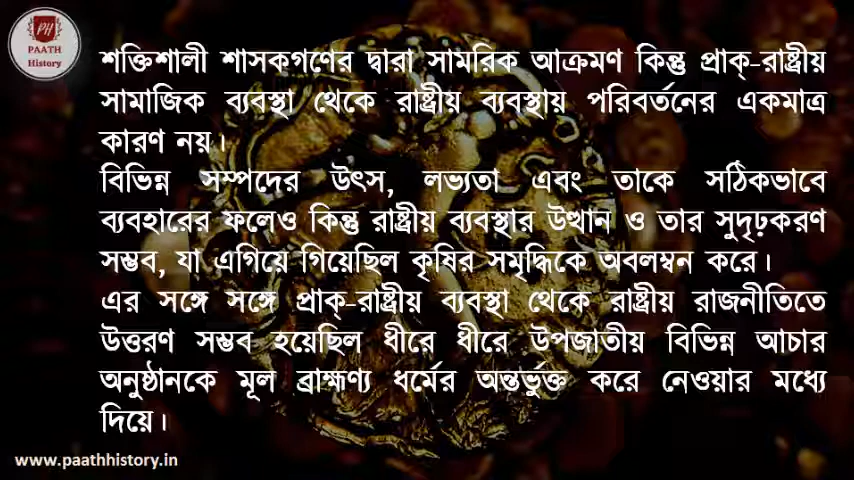 PH
PAATH
History
শক্তিশালী শাসকগণের দ্বারা সামরিক আক্রমণ কিন্তু প্রাক্-রাষ্ট্রীয়
সামাজিক ব্যবস্থা থেকে রাষ্ট্রীয় ব্যবস্থায় পরিবর্তনের একমাত্র
কারণ নয়।
বিভিন্ন সম্পদের উৎস, লভ্যতা এবং তাকে সঠিকভাবে
ব্যবহারের ফলেও কিন্তু রাষ্ট্রীয় ব্যবস্থার উত্থান ও তার সুদৃঢ়করণ
সম্ভব, যা এগিয়ে গিয়েছিল কৃষির সমৃদ্ধিকে অবলম্বন করে।
এর সঙ্গে সঙ্গে প্রাক্-রাষ্ট্রীয় ব্যবস্থা থেকে রাষ্ট্রীয় রাজনীতিতে
উত্তরণ সম্ভব হয়েছিল ধীরে ধীরে উপজাতীয় বিভিন্ন আচার
অনুষ্ঠানকে মূল ব্রাহ্মণ্য ধর্মের অন্তর্ভুক্ত করে নেওয়ার মধ্যে
দিয়ে।
www.paathhistory.in